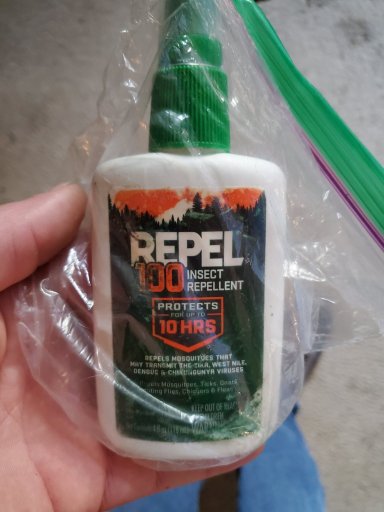 REPEL
100 INSECT
REPELLENT
PROTECTS
FOR UP TO
10 HRS
REPELS MOSQUITOES THAT
MAY TRANSMIT THE ZIKA, WEST NILE,
DENGUE & CHIKUNGUNYA VIRUSES
Mosquitoes, Ticks, Gnats
Flies, Chiggers & Fleas
KEEP OUT OF REACH